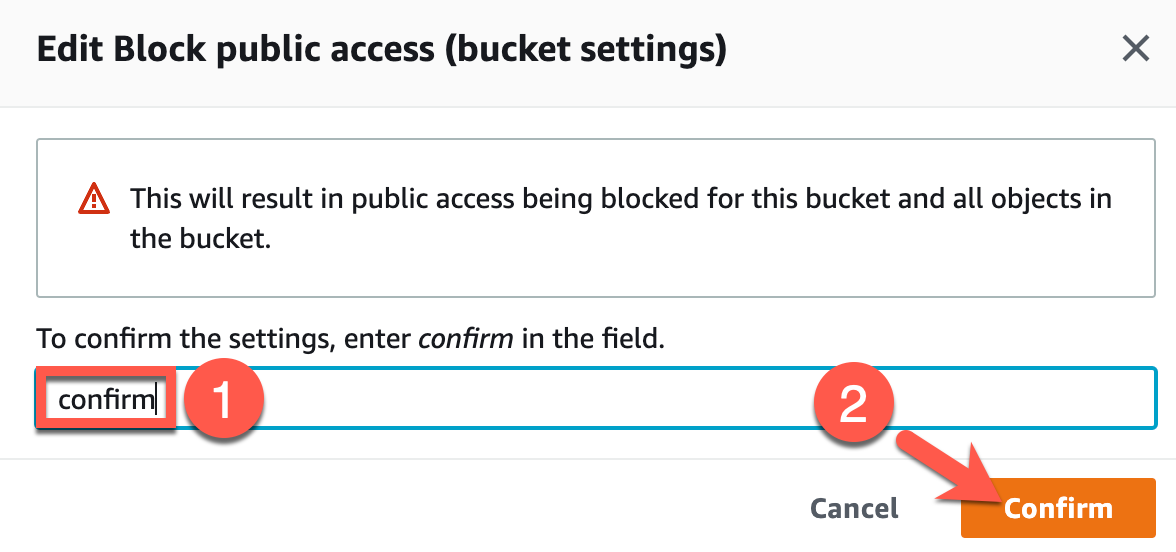 Edit Block public access (bucket settings)
This will result in public access being blocked for this bucket and all objects in
the bucket.
To confirm the settings, enter confirm in the field.
confirm 1
2
Cancel Confirm